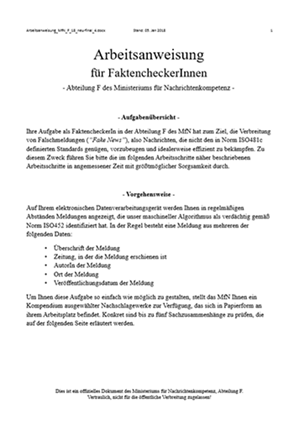 Arbeitsanweisung_MfN_F_16_neu-final_a.docx Stand: 05. Jan 2018 1
Arbeitsanweisung
für FaktencheckerInnen
- Abteilung F des Ministeriums für Nachrichtenkompetenz -
- Aufgabenübersicht -
Ihre Aufgabe als FaktencheckerIn in der Abteilung F des MfN hat zum Ziel, die Verbreitung
von Falschmeldungen ("Fake News"), also Nachrichten, die nicht den in Norm ISO481c
definierten Standards genügen, vorzubeugen und idealerweise effizient zu bekämpfen. Zu
diesem Zweck führen Sie bitte die im folgenden Arbeitsschritte näher beschriebenen
Arbeitsschritte in angemessener Zeit mit größtmöglicher Sorgsamkeit durch.
- Vorgehensweise -
Auf Ihrem elektronischen Datenverarbeitungsgerät werden Ihnen in regelmäßigen
Abständen Meldungen angezeigt, die unser maschineller Algorithmus als verdächtig gemäß
Norm ISO452 identifiziert hat. In der Regel besteht eine Meldung aus mehreren der
folgenden Daten:
• Überschrift der Meldung
• Zeitung, in der die Meldung erschienen ist
• AutorIn der Meldung
• Ort der Meldung
• Veröffentlichungsdatum der Meldung
Um Ihnen diese Aufgabe so einfach wie möglich zu gestalten, stellt das MfN Ihnen ein
Kompendium ausgewählter Nachschlagewerke zur Verfügung, das sich in Papierform an
ihrem Arbeitsplatz befindet. Konkret sind bis zu fünf Sachzusammenhänge zu prüfen, die
auf der folgenden Seite erläutert werden.
Dies ist ein offizielles Dokument des Ministeriums für Nachrichtenkompetenz, Abteilung F.
Vertraulich, nicht für die öffentliche Verbreitung zugelassen!